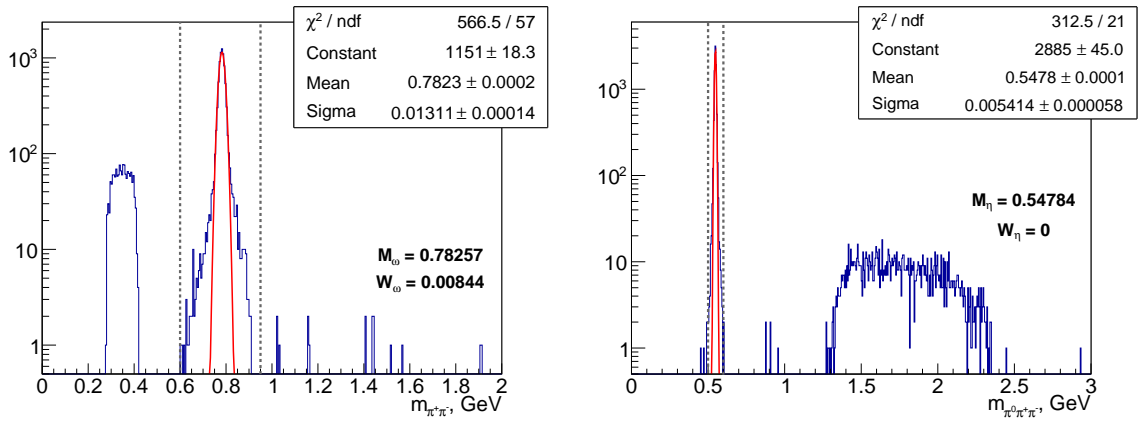 χ² / ndf 566.5 / 57
Constant 1151 ± 18.3
Mean 0.7823 ± 0.0002
Sigma 0.01311 ± 0.00014
10³
10²
10
1
M_ω = 0.78257
W_ω = 0.00844
0 0.2 0.4 0.6 0.8 1 1.2 1.4 1.6 1.8 2
m_π⁺π⁻, GeV
χ² / ndf 312.5 / 21
Constant 2885 ± 45.0
Mean 0.5478 ± 0.0001
Sigma 0.005414 ± 0.000058
10³
10²
10
1
M_η = 0.54784
W_η = 0
0 0.5 1 1.5 2 2.5 3
m_π⁰π⁺π⁻, GeV